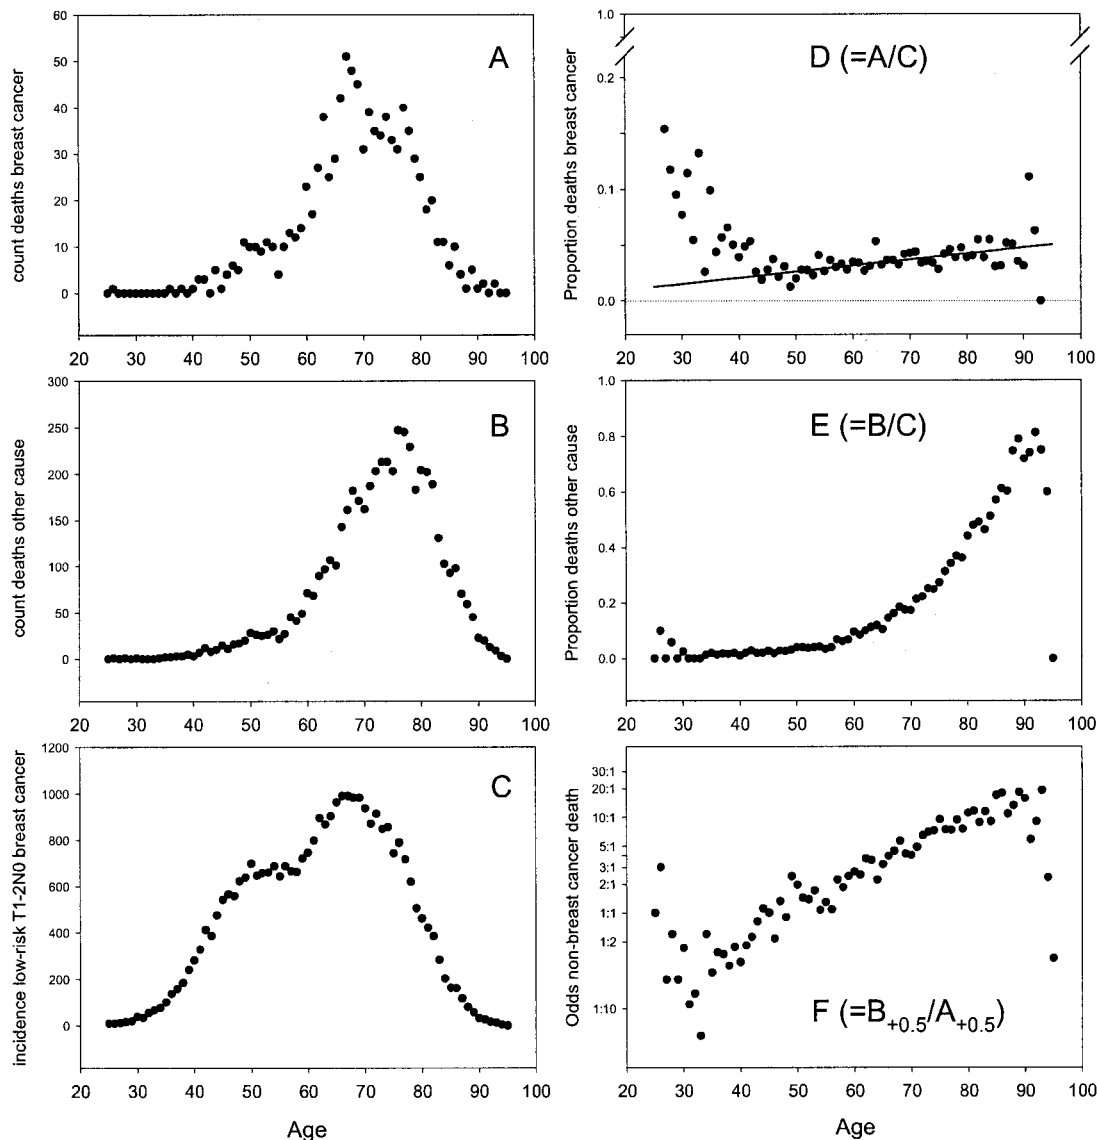 60
50
40
30
20
10
0
count deaths breast cancer
A
20 30 40 50 60 70 80 90 100
1.0
0.2
0.1
0.0
Proportion deaths breast cancer
D (=A/C)
20 30 40 50 60 70 80 90 100
300
250
200
150
100
50
0
count deaths other cause
B
20 30 40 50 60 70 80 90 100
1.0
0.8
0.6
0.4
0.2
0.0
Proportion deaths other cause
E (=B/C)
20 30 40 50 60 70 80 90 100
1200
1000
800
600
400
200
0
incidence low-risk T1-2N0 breast cancer
C
20 30 40 50 60 70 80 90 100
Age
30:1
20:1
10:1
5:1
3:1
2:1
1:1
1:2
1:10
Odds non-breast cancer death
F (=B+0.5/A+0.5)
20 30 40 50 60 70 80 90 100
Age